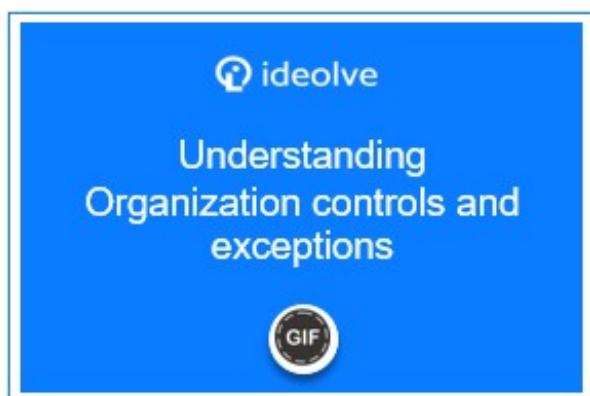 ideolve
Understanding
Organization controls and
exceptions
GIF